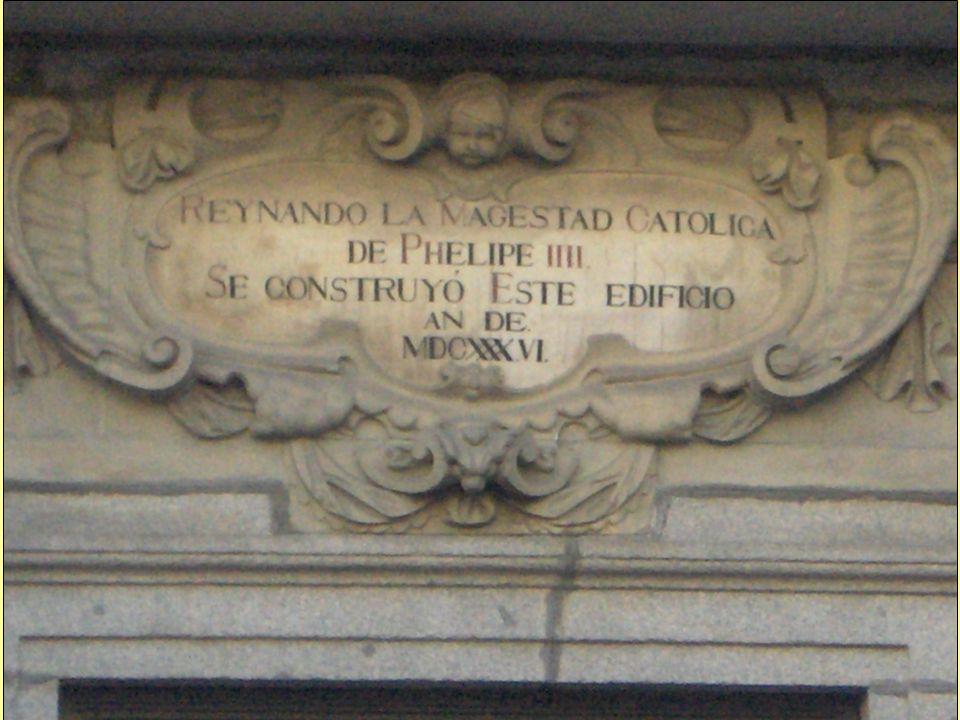 REYNANDO LA MAGESTAD CATOLICA
DE PHELIPE IIII.
SE CONSTRUYÓ ESTE EDIFICIO
AN DE.
MDCXXXVI.